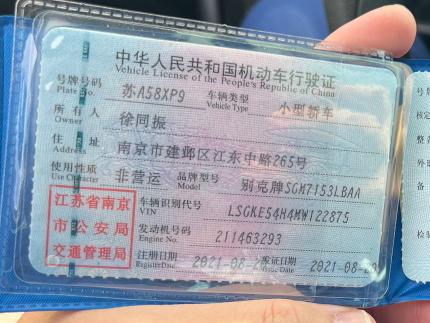 中华人民共和国机动车行驶证
Vehicle License of the People's Republic of China
号牌号码 苏A58XP9 车辆类型 小型轿车
Plate No. Vehicle Type
所有人 徐同振
Owner
住址 南京市建邺区江东中路265号
Address
使用性质 非营运 品牌型号 别克牌SGM7153LBAA
Use Character Model
江苏省南京
市公安局
交通管理局
车辆识别代号 LSGKE54H4MW122875
VIN
发动机号码 211463293
Engine No.
注册日期 2021-08-2 发证日期 2021-08-2
Register Date Issue Date